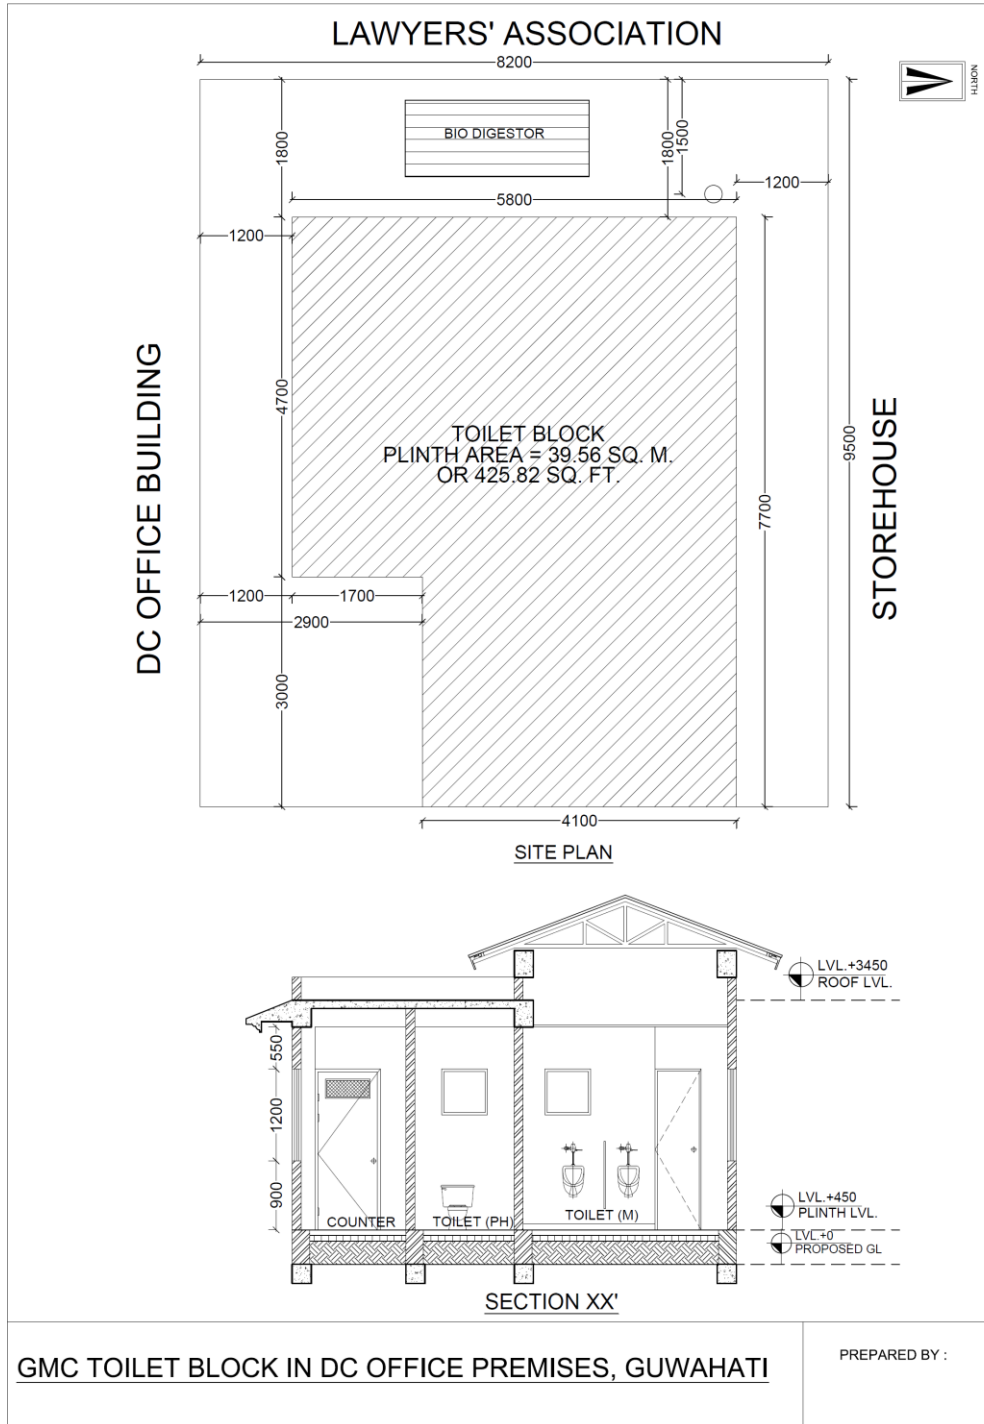 LAWYERS' ASSOCIATION
8200
NORTH
BIO DIGESTOR
1800
1800
1500
1200
5800
1200
DC OFFICE BUILDING
4700
TOILET BLOCK
PLINTH AREA = 39.56 SQ. M.
OR 425.82 SQ. FT.
7700
9500
STOREHOUSE
1200
1700
2900
3000
4100
SITE PLAN
LVL.+3450
ROOF LVL.
550
1200
900
COUNTER
TOILET (PH)
TOILET (M)
LVL.+450
PLINTH LVL.
LVL.+0
PROPOSED GL
SECTION XX'
GMC TOILET BLOCK IN DC OFFICE PREMISES, GUWAHATI
PREPARED BY :